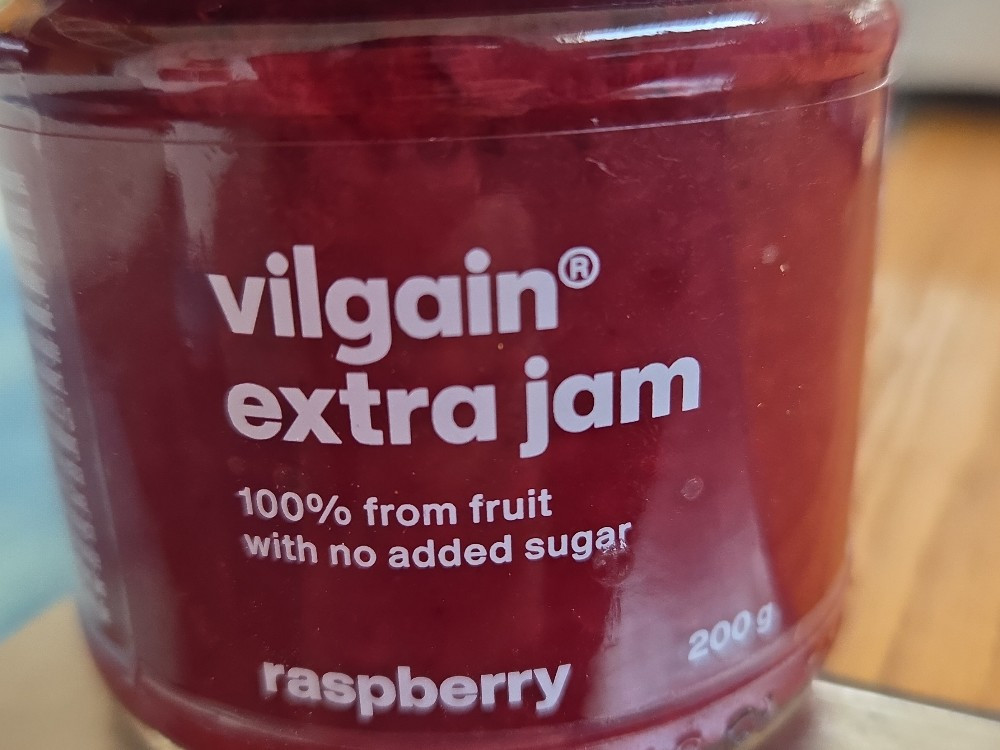 vilgain®
extra jam
100% from fruit
with no added sugar
200 g
raspberry